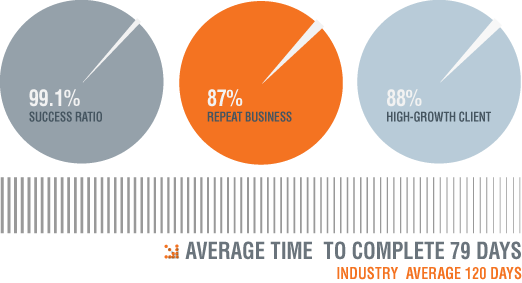 99.1%
SUCCESS RATIO
87%
REPEAT BUSINESS
88%
HIGH-GROWTH CLIENT
AVERAGE TIME TO COMPLETE 79 DAYS
INDUSTRY AVERAGE 120 DAYS